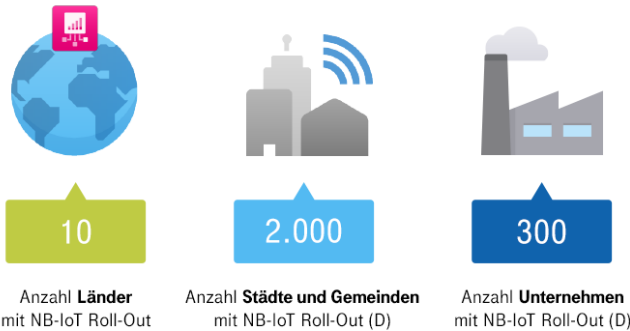 10
2.000
300
Anzahl Länder
mit NB-IoT Roll-Out
Anzahl Städte und Gemeinden
mit NB-IoT Roll-Out (D)
Anzahl Unternehmen
mit NB-IoT Roll-Out (D)